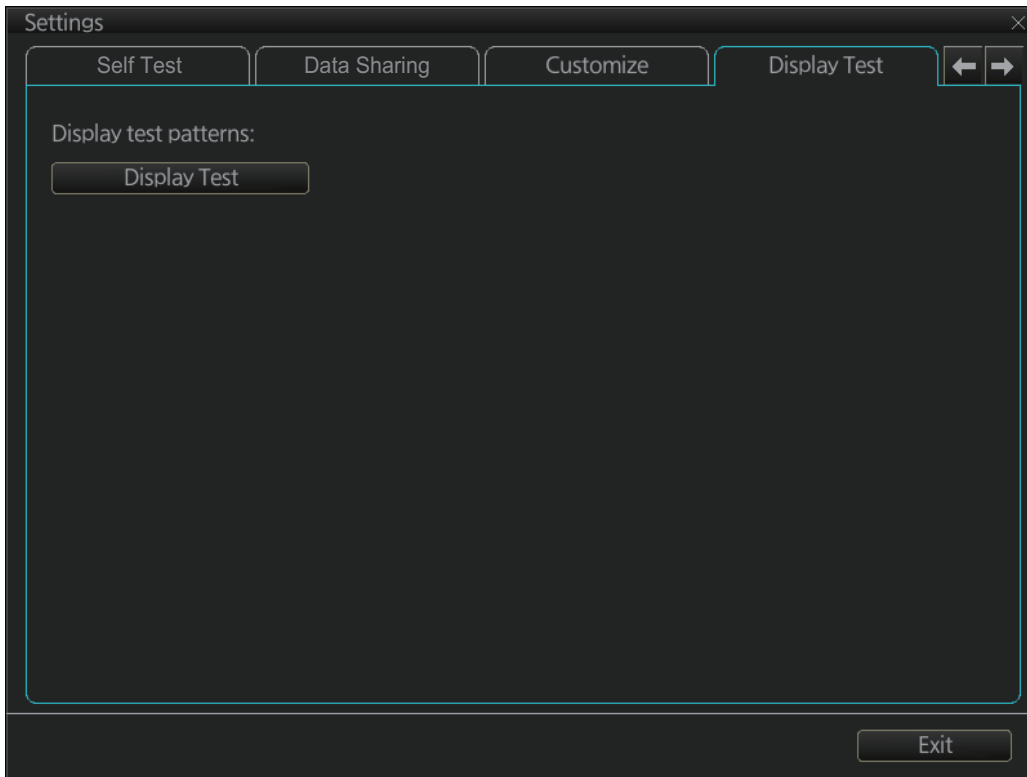 Settings
Self Test Data Sharing Customize Display Test
Display test patterns:
Display Test
Exit